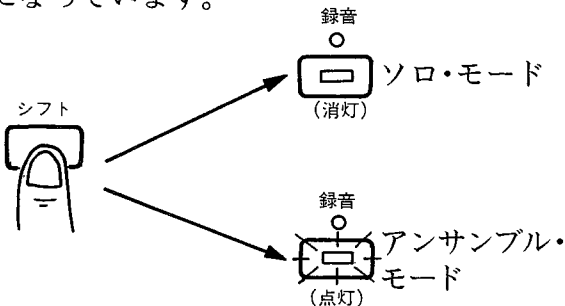 なっています。
録音
ソロ・モード
(消灯)
シフト
録音
アンサンブル・
モード
(点灯)